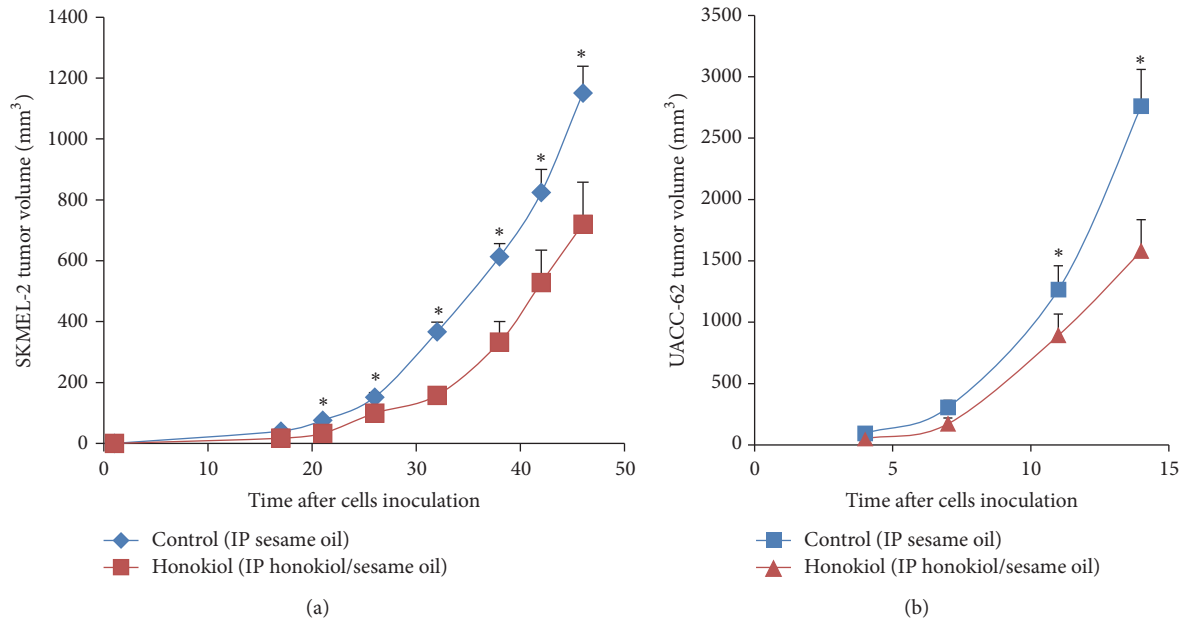 SKMEL-2 tumor volume (mm³)
1400
1200
1000
800
600
400
200
0
* * * * * * *
0 10 20 30 40 50
Time after cells inoculation
Control (IP sesame oil)
Honokiol (IP honokiol/sesame oil)
(a)
UACC-62 tumor volume (mm³)
3500
3000
2500
2000
1500
1000
500
0
* *
0 5 10 15
Time after cells inoculation
Control (IP sesame oil)
Honokiol (IP honokiol/sesame oil)
(b)